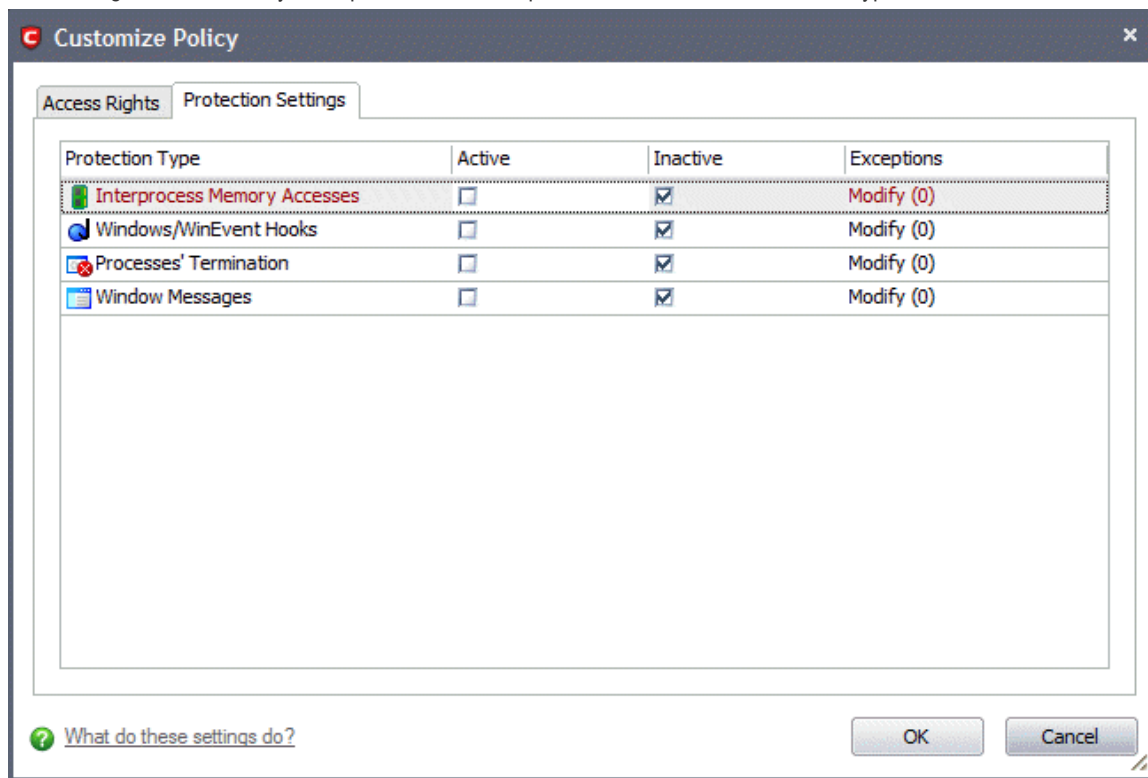 Customize Policy
Access Rights Protection Settings
Protection Type Active Inactive Exceptions
Interprocess Memory Accesses Modify (0)
Windows/WinEvent Hooks Modify (0)
Processes' Termination Modify (0)
Window Messages Modify (0)
What do these settings do? OK Cancel